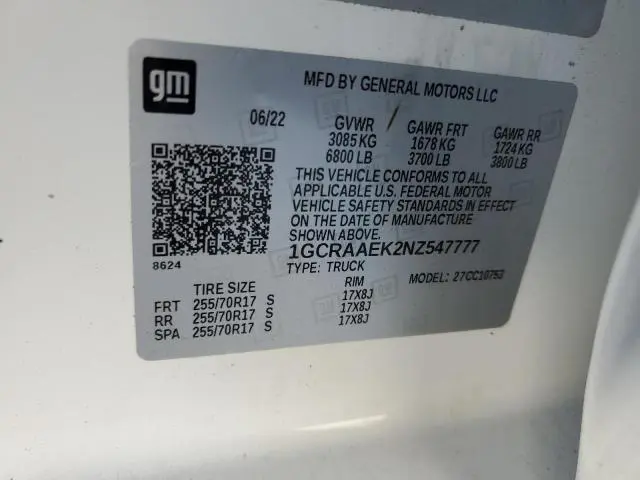 gm
MFD BY GENERAL MOTORS LLC
06/22
GVWR GAWR FRT GAWR RR
3085 KG 1678 KG 1724 KG
6800 LB 3700 LB 3800 LB
THIS VEHICLE CONFORMS TO ALL
APPLICABLE U.S. FEDERAL MOTOR
VEHICLE SAFETY STANDARDS IN EFFECT
ON THE DATE OF MANUFACTURE
SHOWN ABOVE.
1GCRAAEK2NZ547777
8624
TYPE: TRUCK MODEL: 27CC10753
TIRE SIZE RIM
FRT 255/70R17 S 17X8J
RR 255/70R17 S 17X8J
SPA 255/70R17 S 17X8J